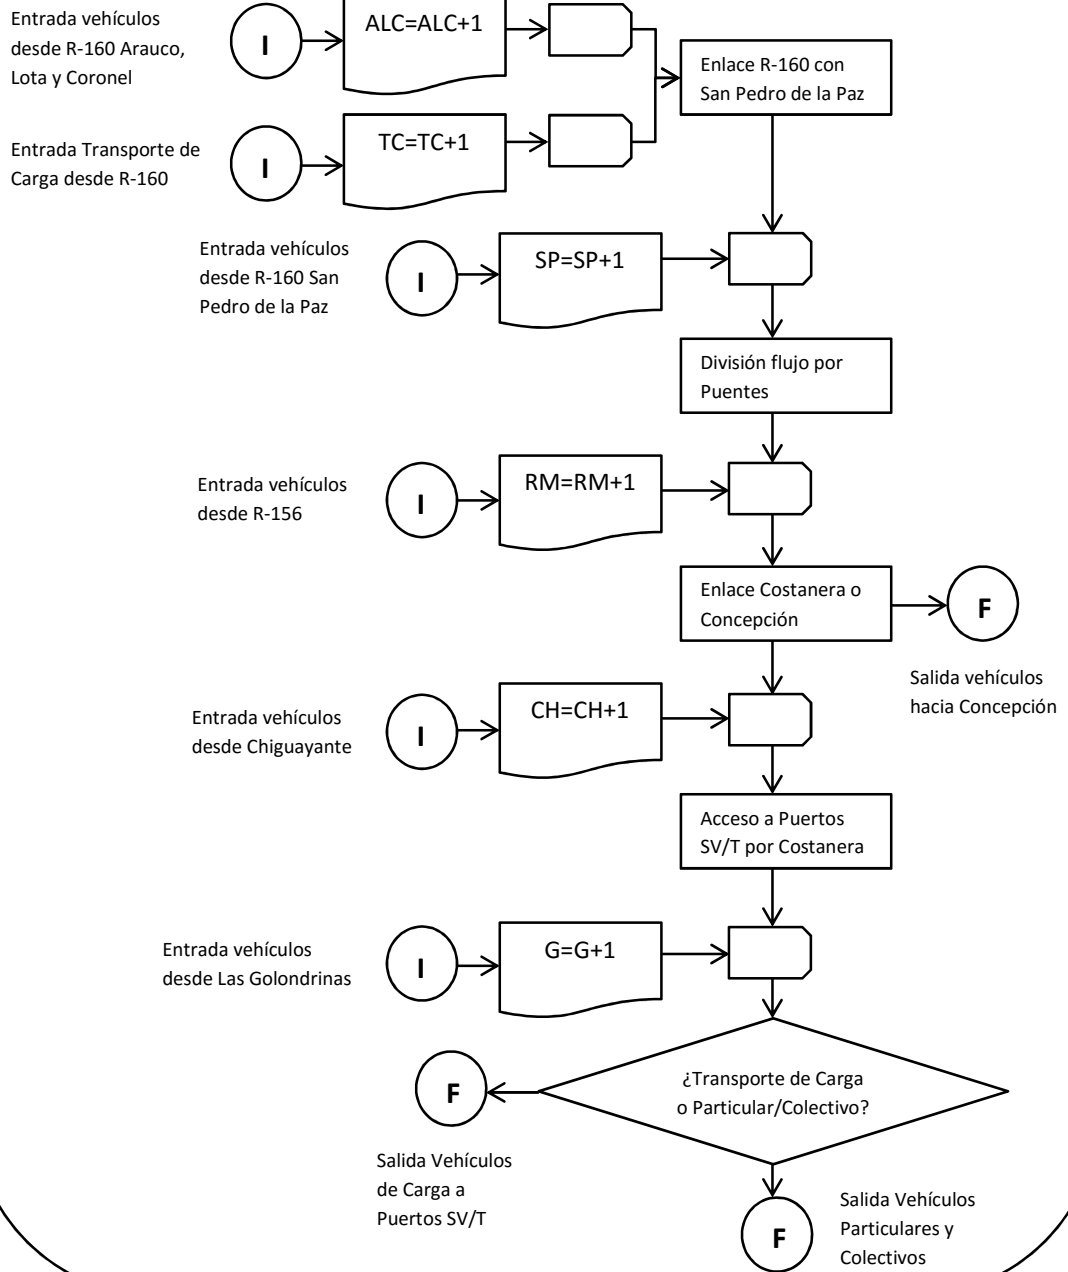 Entrada vehículos
desde R-160 Arauco,
Lota y Coronel
I
ALC=ALC+1
Enlace R-160 con
San Pedro de la Paz
Entrada Transporte de
Carga desde R-160
I
TC=TC+1
Entrada vehículos
desde R-160 San
Pedro de la Paz
I
SP=SP+1
División flujo por
Puentes
Entrada vehículos
desde R-156
I
RM=RM+1
Enlace Costanera o
Concepción
F
Salida vehículos
hacia Concepción
Entrada vehículos
desde Chiguayante
I
CH=CH+1
Acceso a Puertos
SV/T por Costanera
Entrada vehículos
desde Las Golondrinas
I
G=G+1
¿Transporte de Carga
o Particular/Colectivo?
F
Salida Vehículos
de Carga a
Puertos SV/T
F
Salida Vehículos
Particulares y
Colectivos